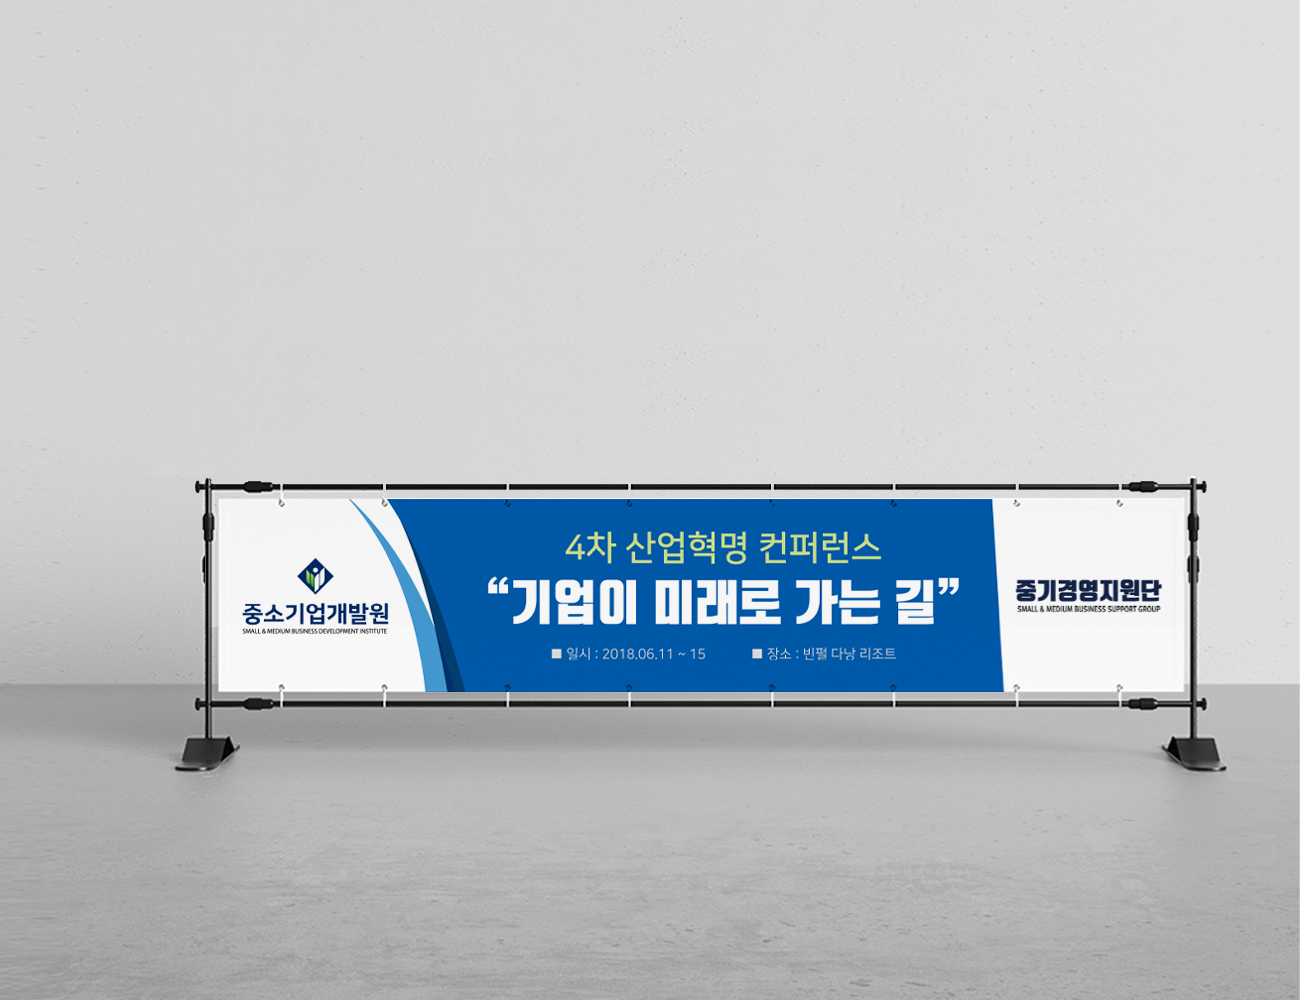 중소기업개발원
SMALL & MEDIUM BUSINESS DEVELOPMENT INSTITUTE
4차 산업혁명 컨퍼런스
“기업이 미래로 가는 길”
■ 일시 : 2018.06.11 ~ 15 ■ 장소 : 빈펄 다낭 리조트
중기경영지원단
SMALL & MEDIUM BUSINESS SUPPORT GROUP